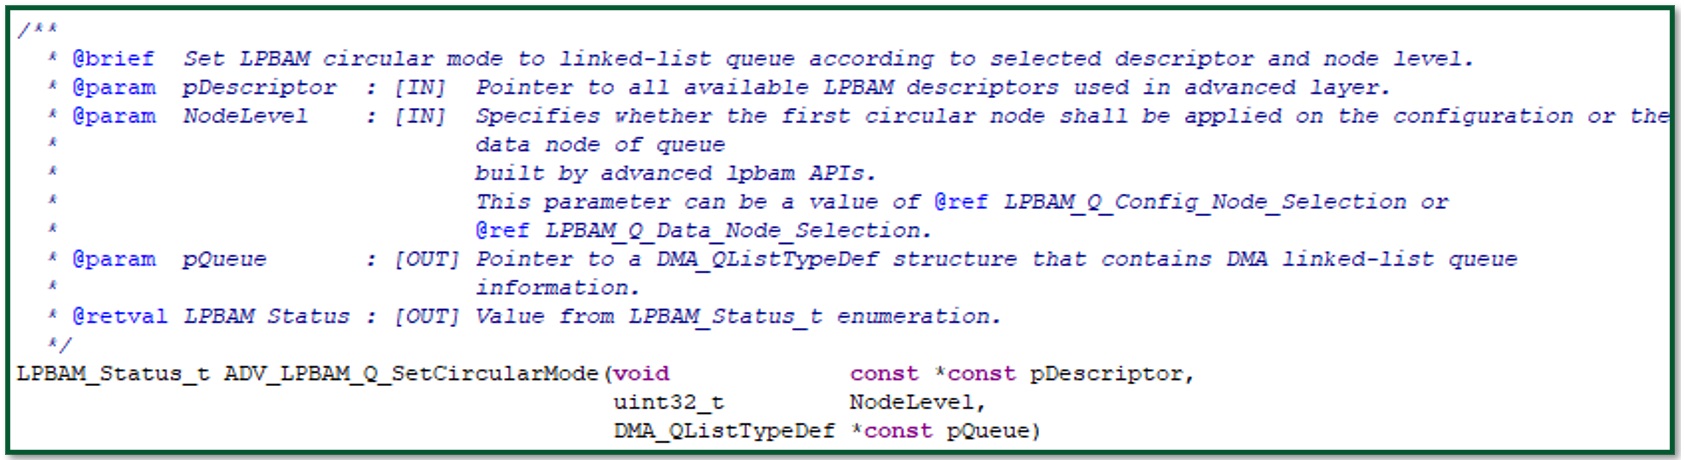 /**
  * @brief  Set LPBAM circular mode to linked-list queue according to selected descriptor and node level.
  * @param  pDescriptor  : [IN]  Pointer to all available LPBAM descriptors used in advanced layer.
  * @param  NodeLevel    : [IN]  Specifies whether the first circular node shall be applied on the configuration or the
  *                              data node of queue
  *                              built by advanced lpbam APIs.
  *                              This parameter can be a value of @ref LPBAM_Q_Config_Node_Selection or
  *                              @ref LPBAM_Q_Data_Node_Selection.
  * @param  pQueue       : [OUT] Pointer to a DMA_QListTypeDef structure that contains DMA linked-list queue
  *                              information.
  * @retval LPBAM Status : [OUT] Value from LPBAM_Status_t enumeration.
  */
LPBAM_Status_t ADV_LPBAM_Q_SetCircularMode(void             const *const pDescriptor,
                                           uint32_t         NodeLevel,
                                           DMA_QListTypeDef *const pQueue)